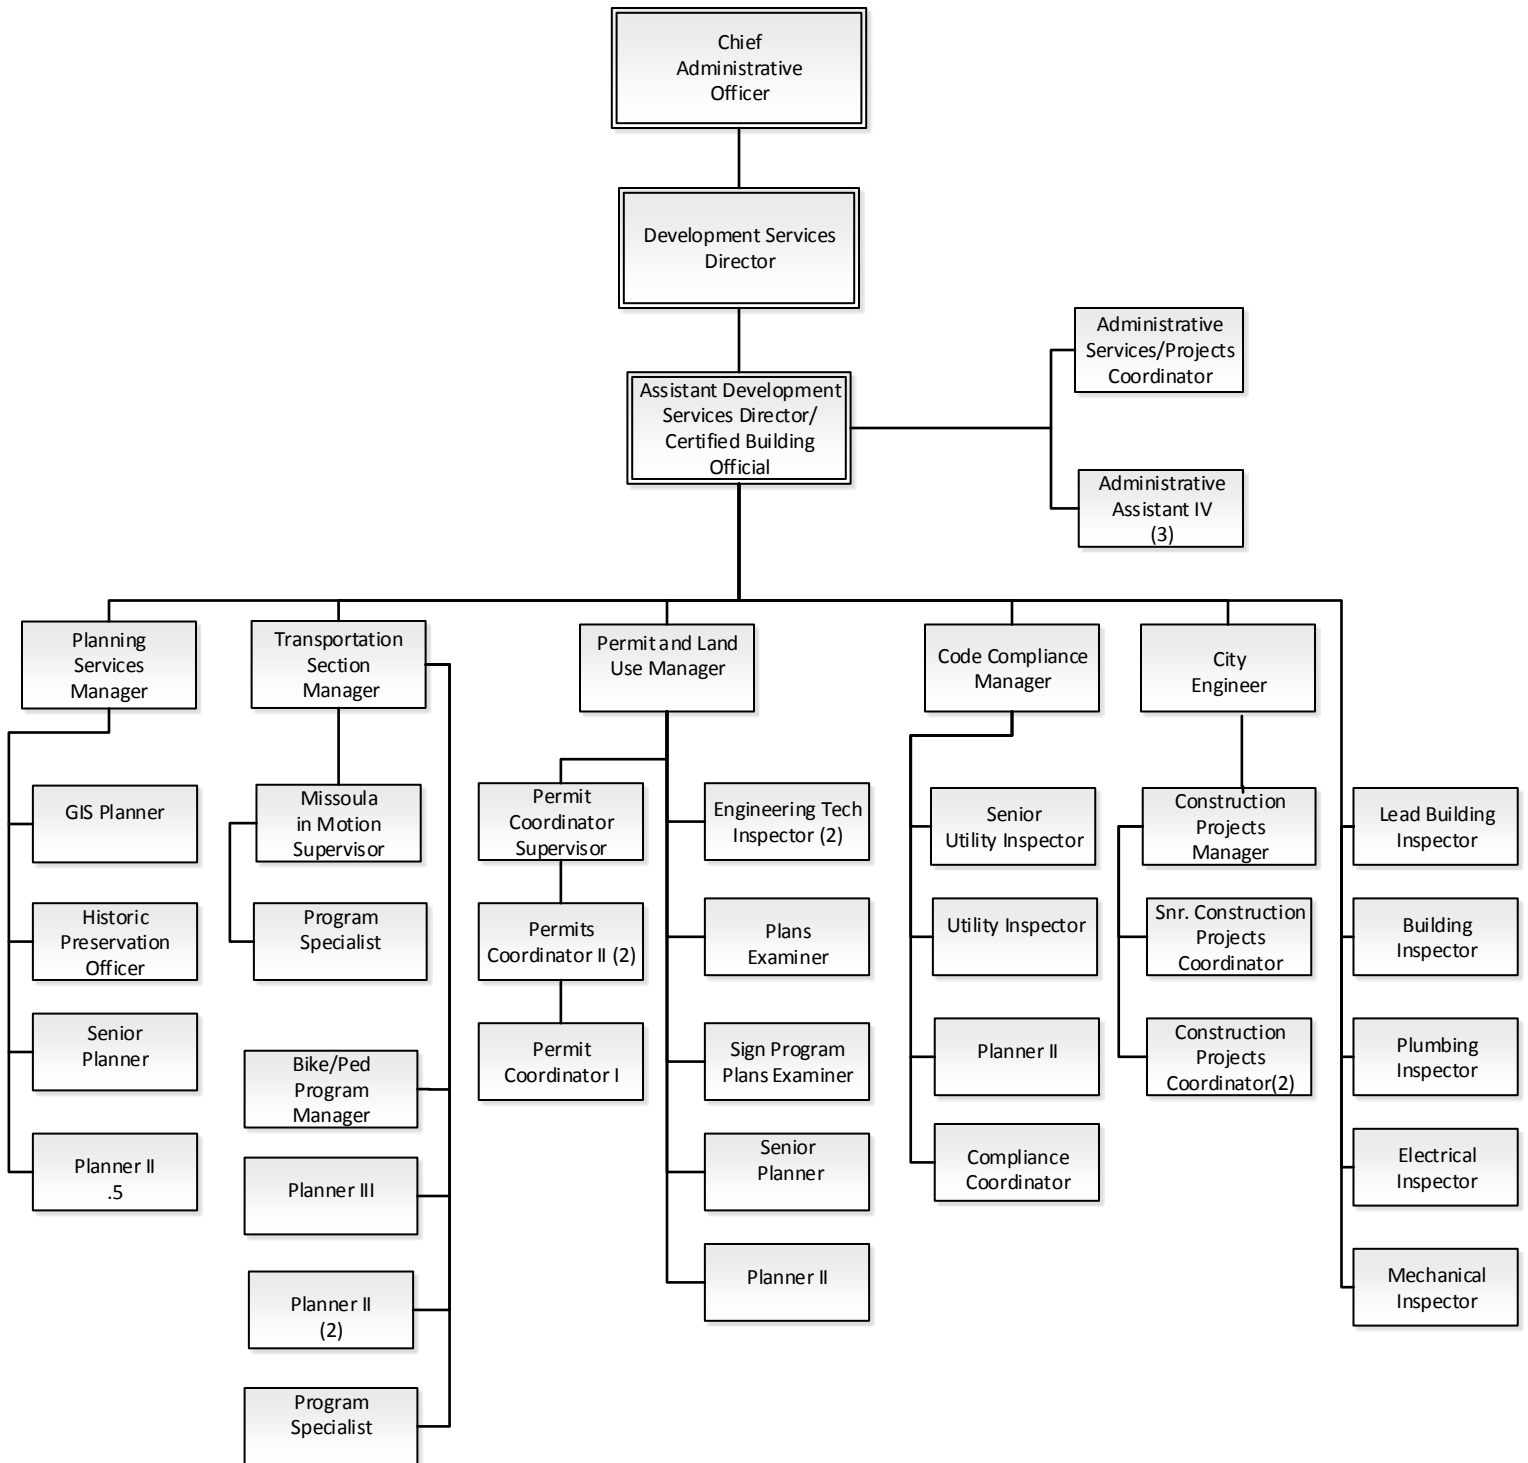 Chief
Administrative
Officer
Development Services
Director
Administrative
Services/Projects
Coordinator
Assistant Development
Services Director/
Certified Building
Official
Administrative
Assistant IV
(3)
Planning
Services
Manager
Transportation
Section
Manager
Permit and Land
Use Manager
Code Compliance
Manager
City
Engineer
GIS Planner
Historic
Preservation
Officer
Senior
Planner
Planner II
.5
Missoula
in Motion
Supervisor
Program
Specialist
Bike/Ped
Program
Manager
Planner III
Planner II
(2)
Program
Specialist
Permit
Coordinator
Supervisor
Permits
Coordinator II (2)
Permit
Coordinator I
Engineering Tech
Inspector (2)
Plans
Examiner
Sign Program
Plans Examiner
Senior
Planner
Planner II
Senior
Utility Inspector
Utility Inspector
Planner II
Compliance
Coordinator
Construction
Projects
Manager
Snr. Construction
Projects
Coordinator
Construction
Projects
Coordinator(2)
Lead Building
Inspector
Building
Inspector
Plumbing
Inspector
Electrical
Inspector
Mechanical
Inspector